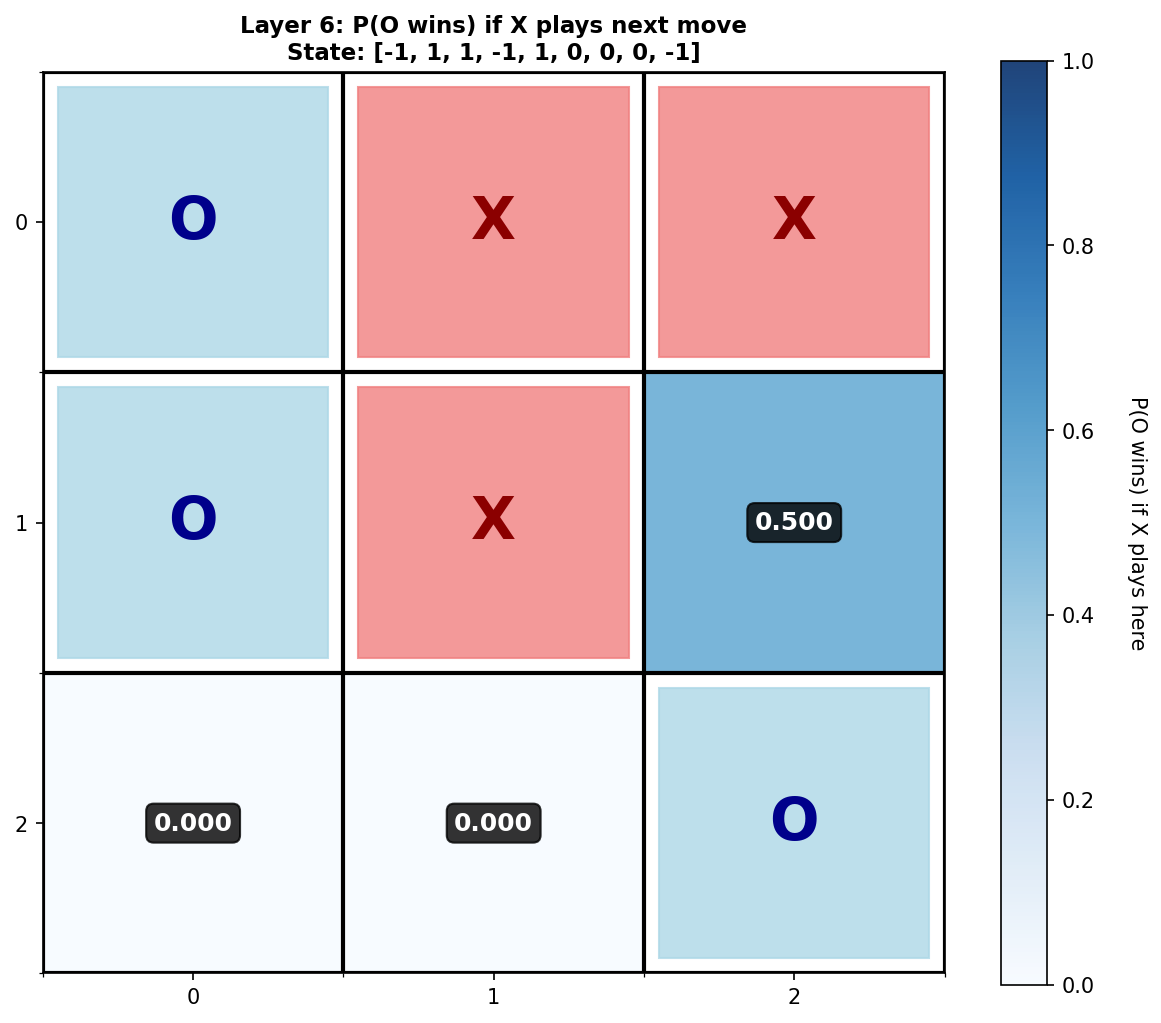 Layer 6: P(O wins) if X plays next move
State: [-1, 1, 1, -1, 1, 0, 0, 0, -1]
0
O
X
X
1
O
X
0.500
2
0.000
0.000
O
0
1
2
1.0
0.8
0.6
0.4
0.2
0.0
P(O wins) if X plays here